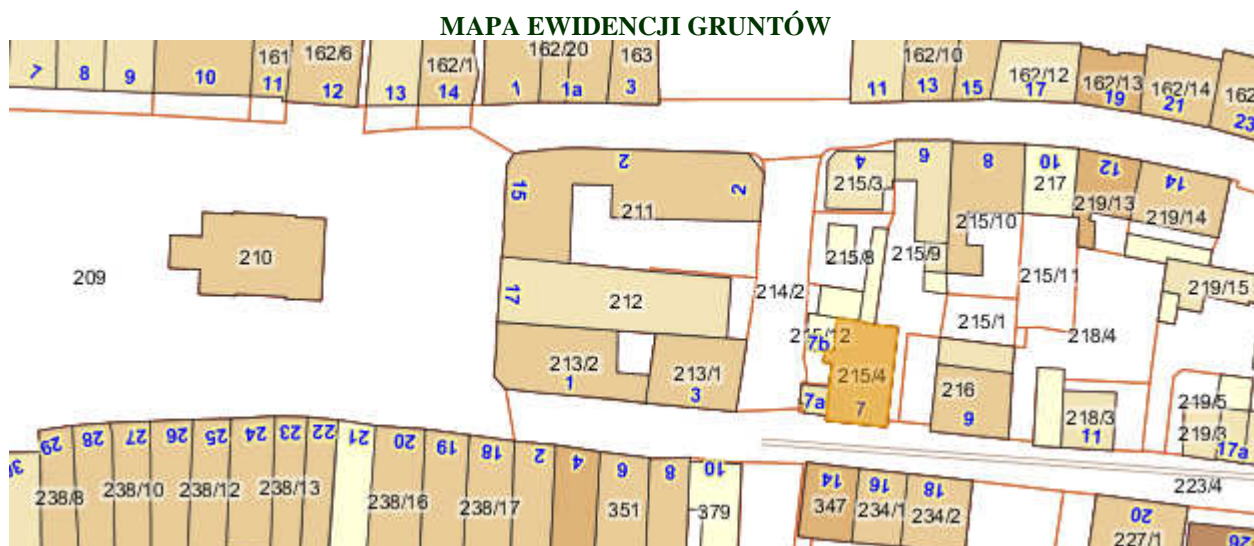 MAPA EWIDENCJI GRUNTÓW
7 8 9 10 161 11 162/6 12 13 162/1 14 162/20 1 1a 163 3 162/10 11 13 15 162/12 17 162/13 19 162/14 21 162 23
15 2 2 211
4 215/3 6 8 10 217 12 219/13 14 219/14
209 210
215/8 215/9 215/10 215/11
17 212 214/2 219/15
215/12 7b 215/1 218/4
213/2 1 213/1 3 215/4 7 7a
216 9 218/3 11 219/5 219/3 17a
29 28 27 26 25 24 23 22 21 20 19 18 2 4 6 8 10
238/8 238/10 238/12 238/13 238/16 238/17 351 379
14 347 16 234/1 18 234/2
223/4
20 227/1 26